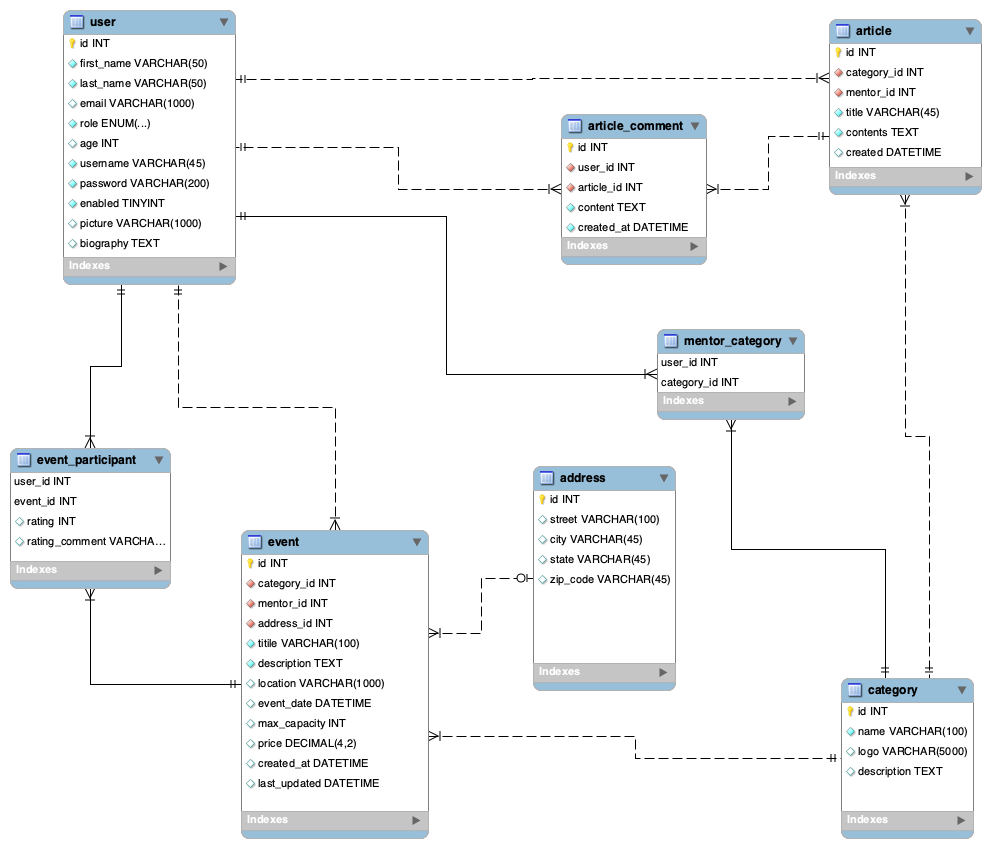 user
id INT
first_name VARCHAR(50)
last_name VARCHAR(50)
email VARCHAR(1000)
role ENUM(...)
age INT
username VARCHAR(45)
password VARCHAR(200)
enabled TINYINT
picture VARCHAR(1000)
biography TEXT
Indexes
article
id INT
category_id INT
mentor_id INT
title VARCHAR(45)
contents TEXT
created DATETIME
Indexes
article_comment
id INT
user_id INT
article_id INT
content TEXT
created_at DATETIME
Indexes
mentor_category
user_id INT
category_id INT
Indexes
event_participant
user_id INT
event_id INT
rating INT
rating_comment VARCHA...
Indexes
address
id INT
street VARCHAR(100)
city VARCHAR(45)
state VARCHAR(45)
zip_code VARCHAR(45)
Indexes
event
id INT
category_id INT
mentor_id INT
address_id INT
titile VARCHAR(100)
description TEXT
location VARCHAR(1000)
event_date DATETIME
max_capacity INT
price DECIMAL(4,2)
created_at DATETIME
last_updated DATETIME
Indexes
category
id INT
name VARCHAR(100)
logo VARCHAR(5000)
description TEXT
Indexes